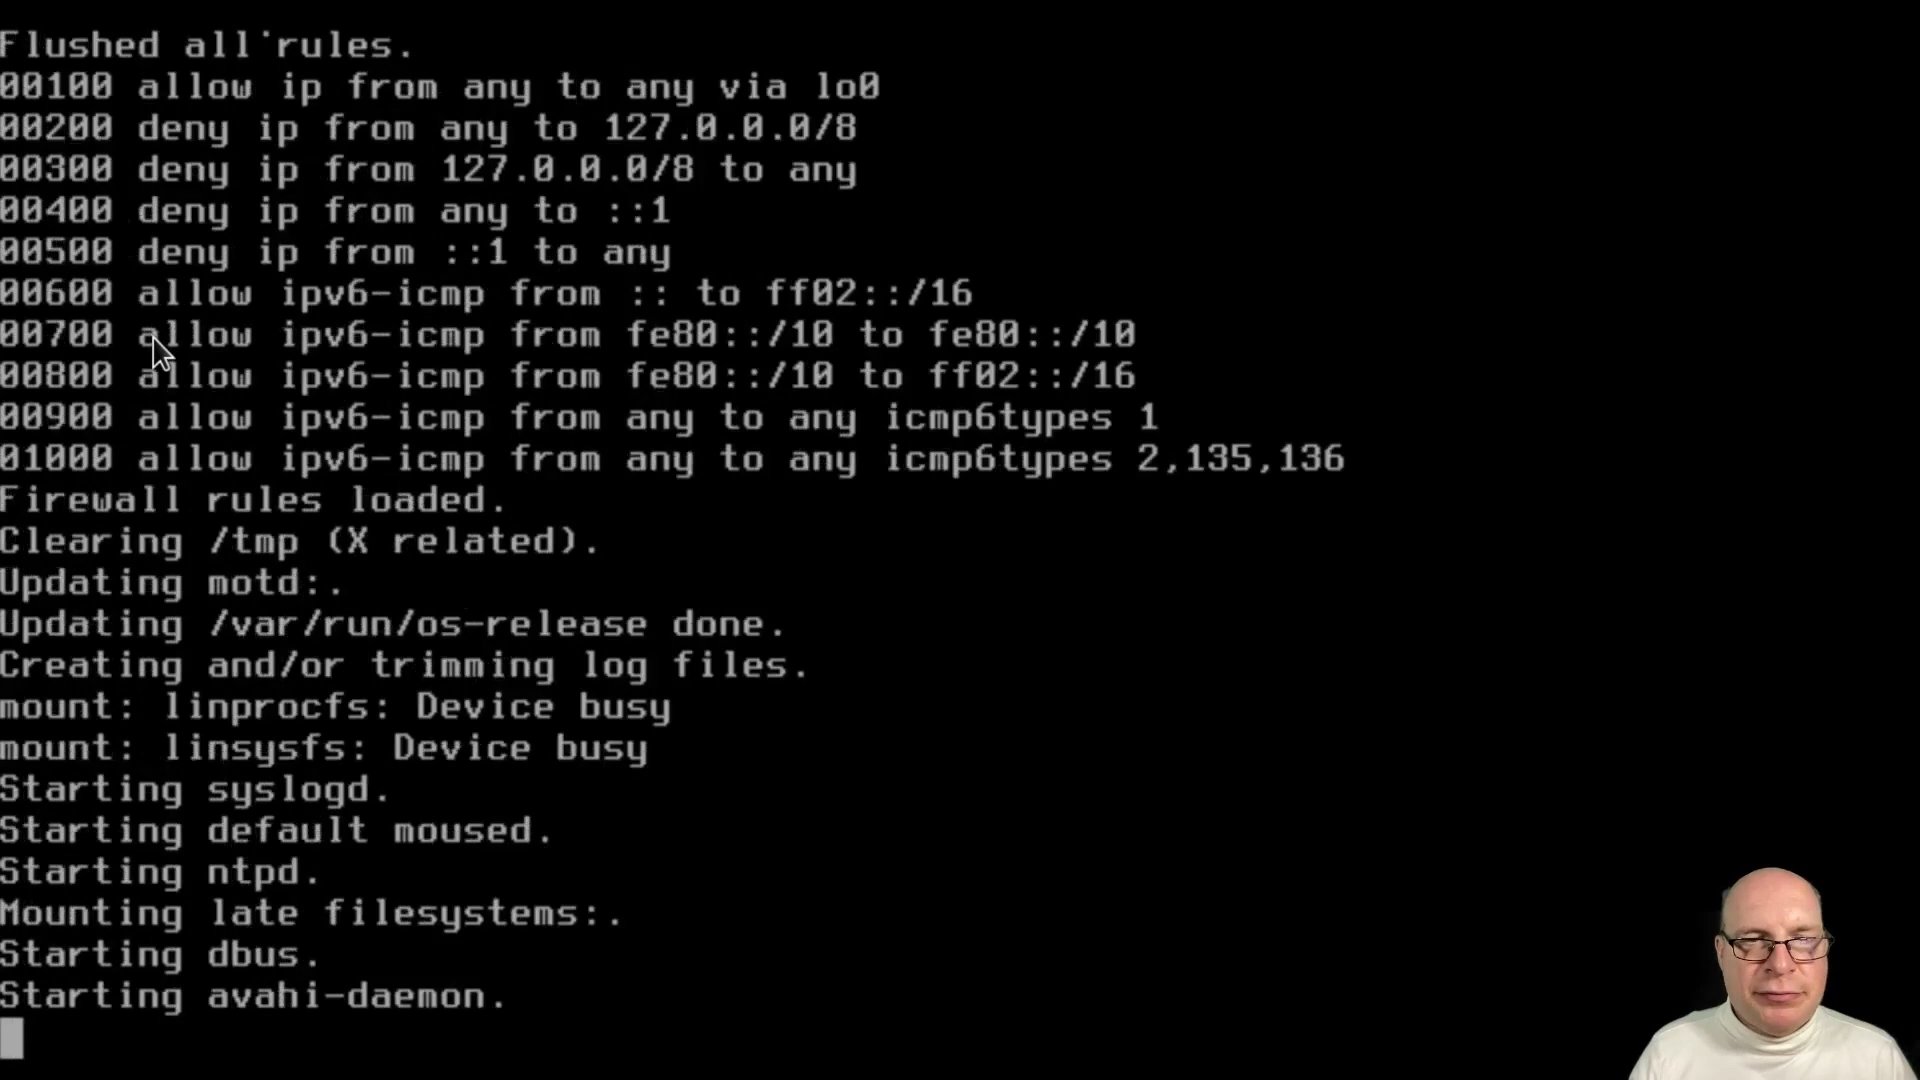 Flushed all rules.
00100 allow ip from any to any via lo0
00200 deny ip from any to 127.0.0.0/8
00300 deny ip from 127.0.0.0/8 to any
00400 deny ip from any to ::1
00500 deny ip from ::1 to any
00600 allow ipv6-icmp from :: to ff02::/16
00700 allow ipv6-icmp from fe80::/10 to fe80::/10
00800 allow ipv6-icmp from fe80::/10 to ff02::/16
00900 allow ipv6-icmp from any to any icmp6types 1
01000 allow ipv6-icmp from any to any icmp6types 2,135,136
Firewall rules loaded.
Clearing /tmp (X related).
Updating motd:.
Updating /var/run/os-release done.
Creating and/or trimming log files.
mount: linprocfs: Device busy
mount: linsysfs: Device busy
Starting syslogd.
Starting default moused.
Starting ntpd.
Mounting late filesystems:.
Starting dbus.
Starting avahi-daemon.